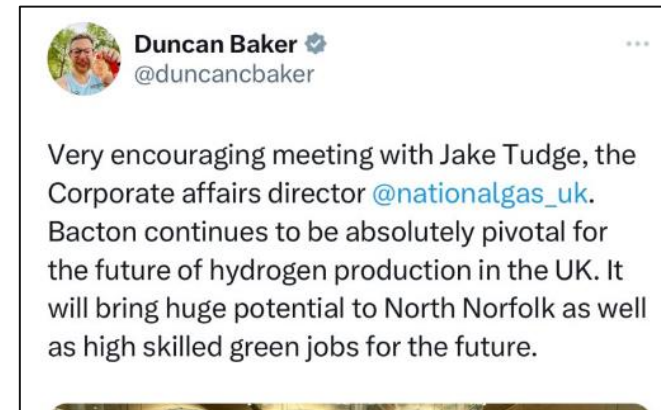 Duncan Baker
@duncancbaker
Very encouraging meeting with Jake Tudge, the
Corporate affairs director @nationalgas_uk.
Bacton continues to be absolutely pivotal for
the future of hydrogen production in the UK. It
will bring huge potential to North Norfolk as well
as high skilled green jobs for the future.